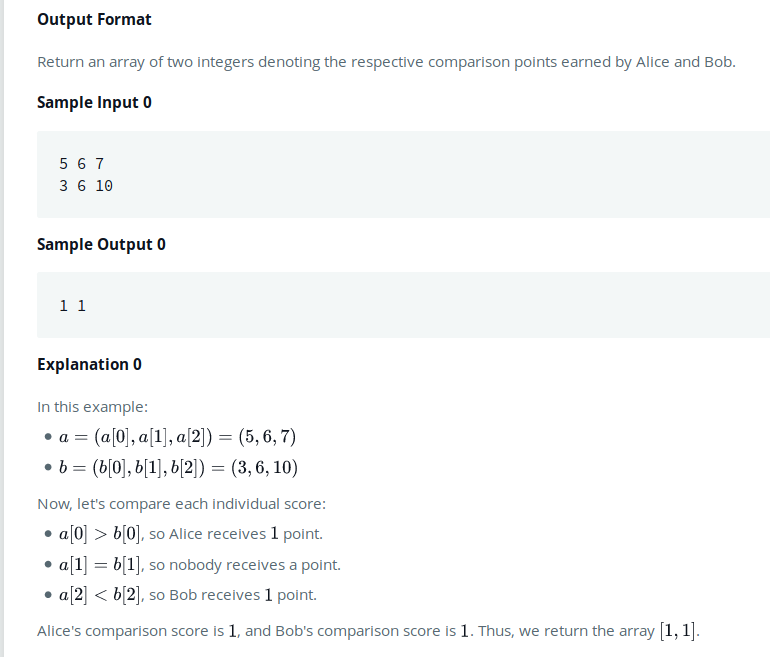 Output Format
Return an array of two integers denoting the respective comparison points earned by Alice and Bob.
Sample Input 0
5 6 7
3 6 10
Sample Output 0
1 1
Explanation 0
In this example:
• a = (a[0], a[1], a[2]) = (5, 6, 7)
• b = (b[0], b[1], b[2]) = (3, 6, 10)
Now, let's compare each individual score:
• a[0] > b[0], so Alice receives 1 point.
• a[1] = b[1], so nobody receives a point.
• a[2] < b[2], so Bob receives 1 point.
Alice's comparison score is 1, and Bob's comparison score is 1. Thus, we return the array [1, 1].